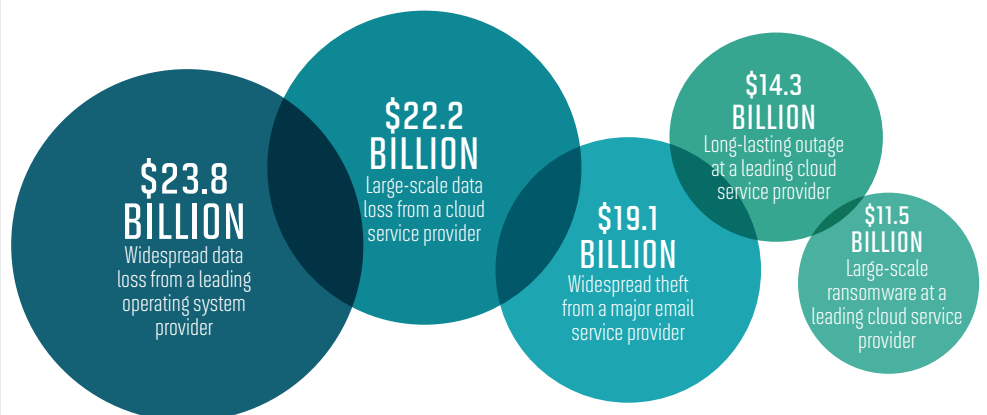 $23.8
BILLION
Widespread data
loss from a leading
operating system
provider
$22.2
BILLION
Large-scale data
loss from a cloud
service provider
$19.1
BILLION
Widespread theft
from a major email
service provider
$14.3
BILLION
Long-lasting outage
at a leading cloud
service provider
$11.5
BILLION
Large-scale
ransomware at a
leading cloud service
provider